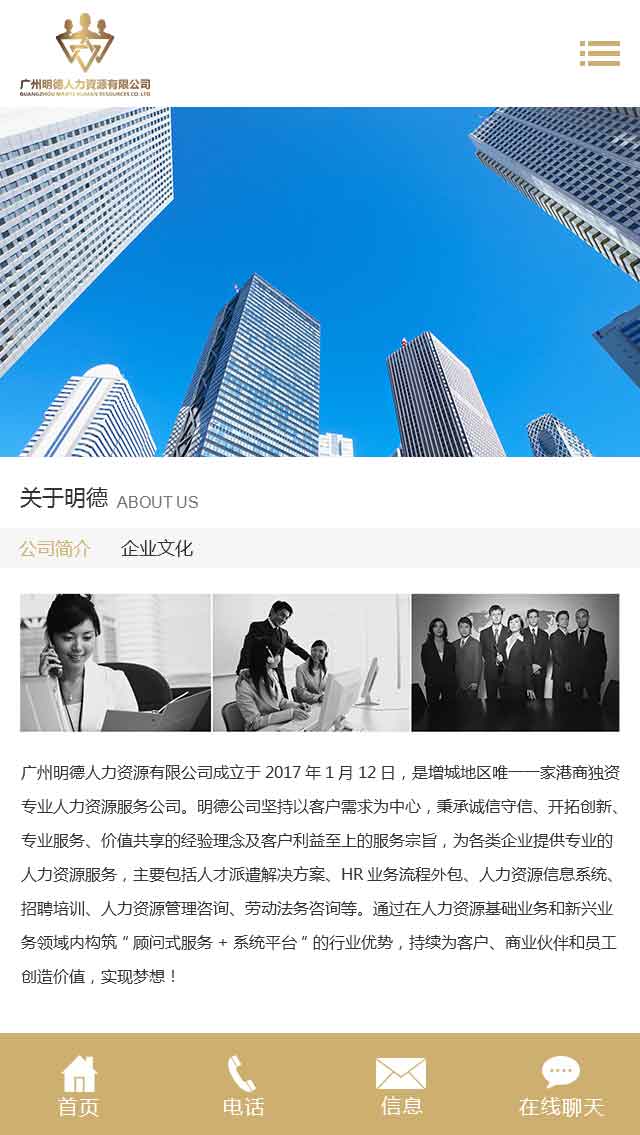 广州明德人力資源有限公司
GUANGZHOU MINGTE HUMAN RESOURCES CO. LTD
关于明德 ABOUT US
公司简介 企业文化
广州明德人力资源有限公司成立于 2017 年 1 月 12 日，是增城地区唯一一家港商独资
专业人力资源服务公司。明德公司坚持以客户需求为中心，秉承诚信守信、开拓创新、
专业服务、价值共享的经验理念及客户利益至上的服务宗旨，为各类企业提供专业的
人力资源服务，主要包括人才派遣解决方案、HR 业务流程外包、人力资源信息系统、
招聘培训、人力资源管理咨询、劳动法务咨询等。通过在人力资源基础业务和新兴业
务领域内构筑 " 顾问式服务 + 系统平台 " 的行业优势，持续为客户、商业伙伴和员工
创造价值，实现梦想！
首页 电话 信息 在线聊天